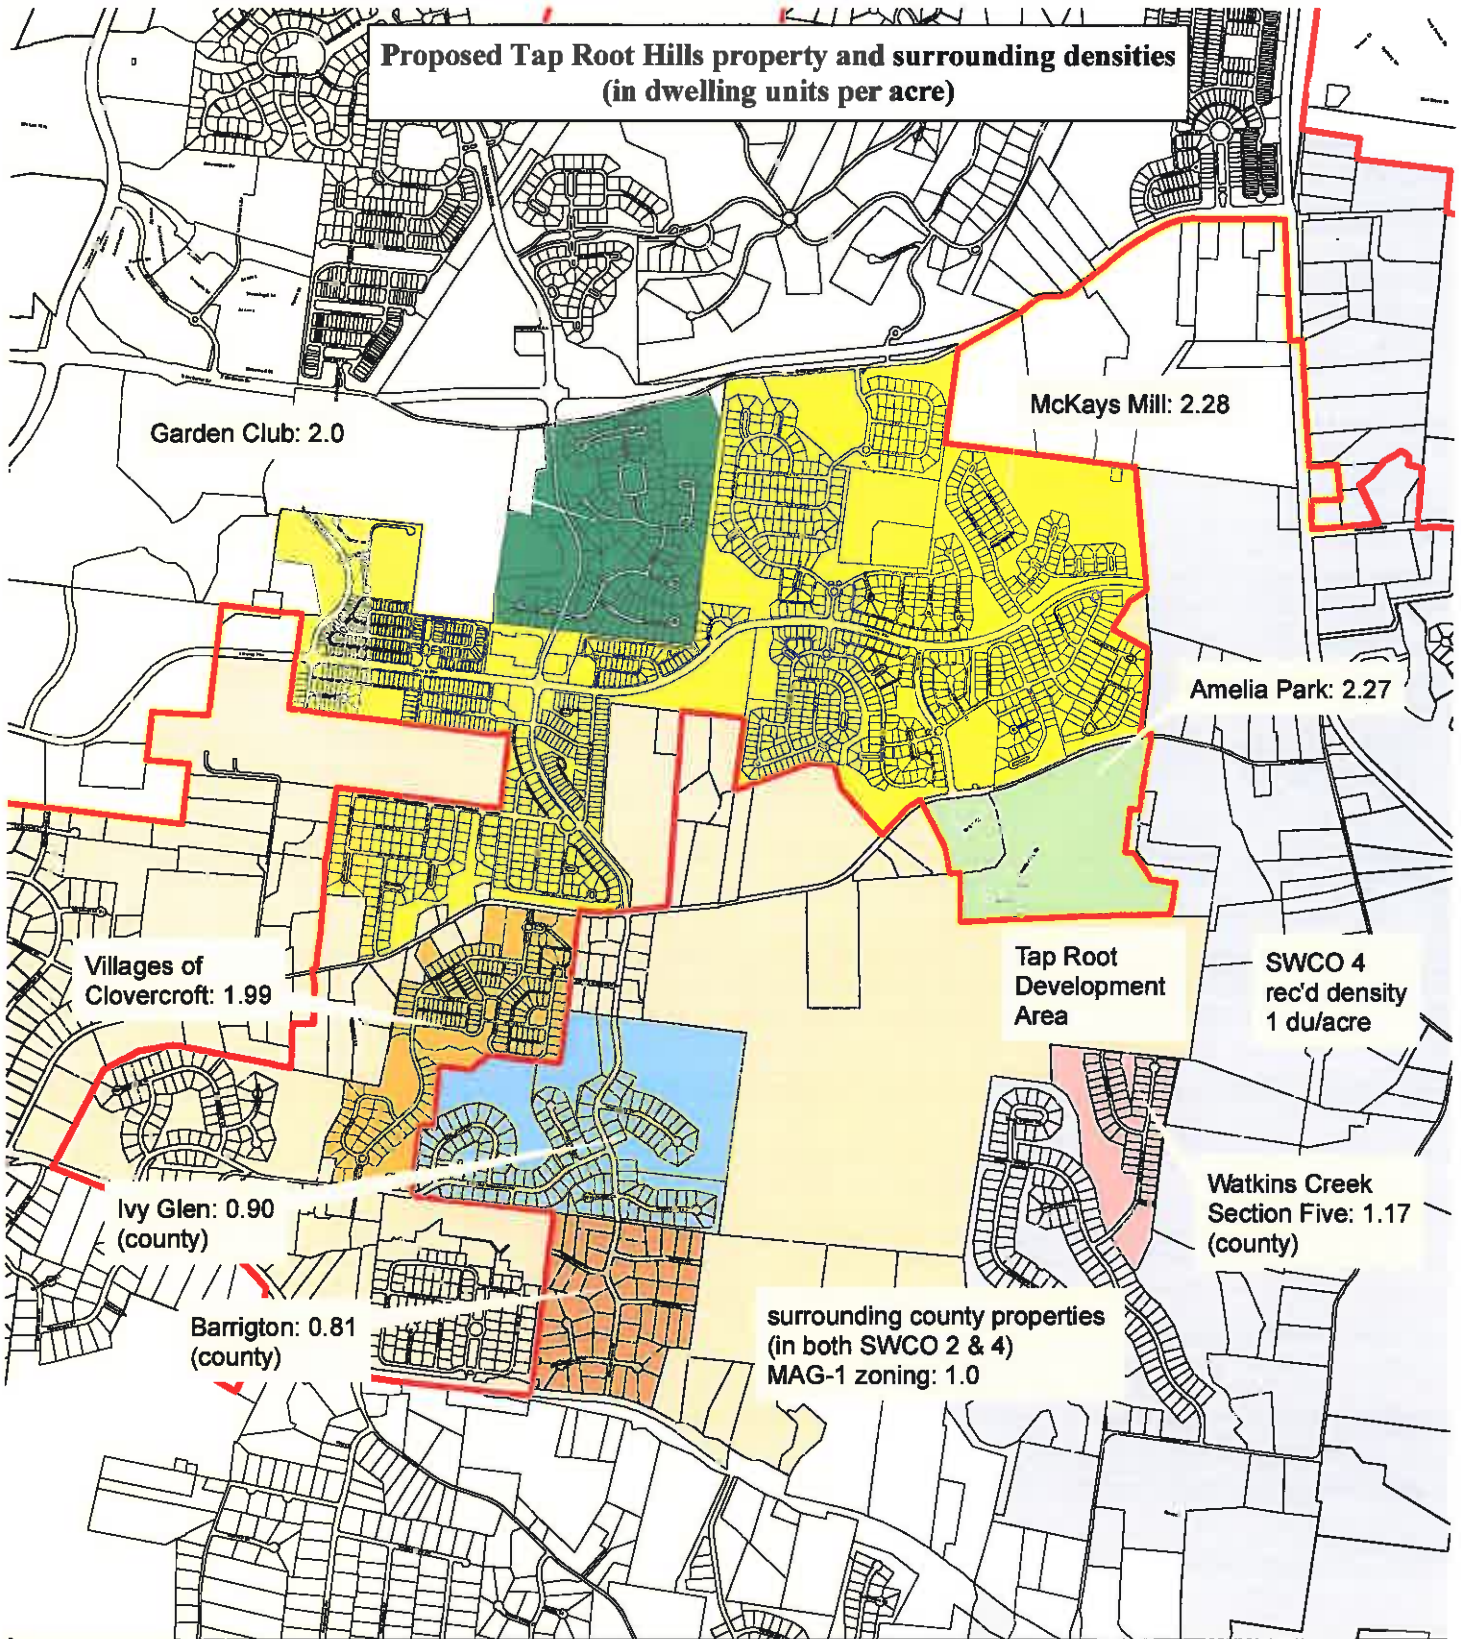 Proposed Tap Root Hills property and surrounding densities
(in dwelling units per acre)
McKays Mill: 2.28
Garden Club: 2.0
Amelia Park: 2.27
Villages of
Clovercroft: 1.99
Tap Root
Development
Area
SWCO 4
rec'd density
1 du/acre
Ivy Glen: 0.90
(county)
Watkins Creek
Section Five: 1.17
(county)
Barrigton: 0.81
(county)
surrounding county properties
(in both SWCO 2 & 4)
MAG-1 zoning: 1.0